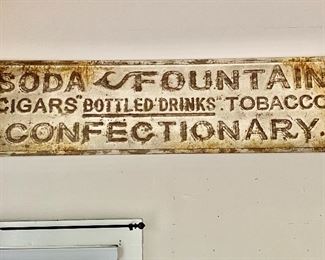 SODA FOUNTAIN
CIGARS "BOTTLED DRINKS". TOBACCO
CONFECTIONARY.